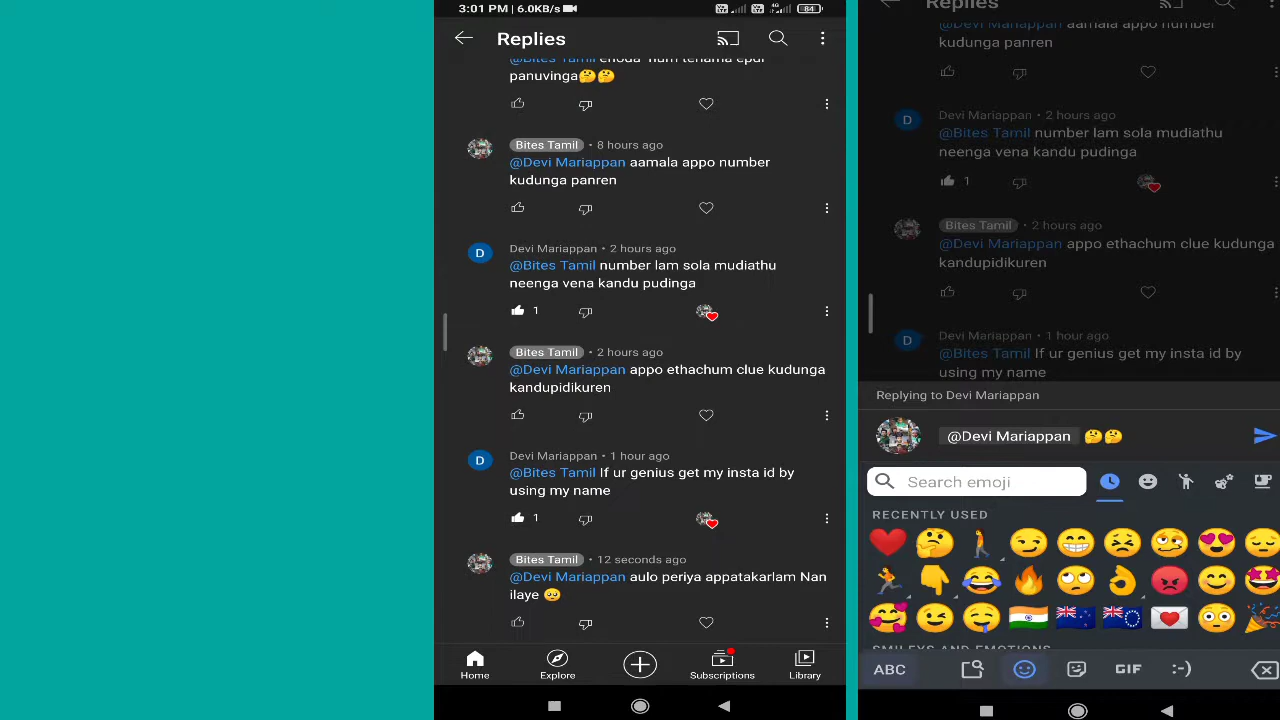 3:01 PM | 6.0KB/s
84
Replies
panuvinga🤔🤔
Bites Tamil • 8 hours ago
@Devi Mariappan aamala appo number
kudunga panren
Devi Mariappan • 2 hours ago
@Bites Tamil number lam sola mudiathu
neenga vena kandu pudinga
1
Bites Tamil • 2 hours ago
@Devi Mariappan appo ethachum clue kudunga
kandupidikuren
Devi Mariappan • 1 hour ago
@Bites Tamil If ur genius get my insta id by
using my name
1
Bites Tamil • 12 seconds ago
@Devi Mariappan aulo periya appatakarlam Nan
ilaye 🥺
Home
Explore
Subscriptions
Library
Replies
@Devi Mariappan aamala appo number
kudunga panren
Devi Mariappan • 2 hours ago
@Bites Tamil number lam sola mudiathu
neenga vena kandu pudinga
1
Bites Tamil • 2 hours ago
@Devi Mariappan appo ethachum clue kudunga
kandupidikuren
Devi Mariappan • 1 hour ago
@Bites Tamil If ur genius get my insta id by
using my name
Replying to Devi Mariappan
@Devi Mariappan 🤔🤔
Search emoji
RECENTLY USED
ABC
GIF
:-)